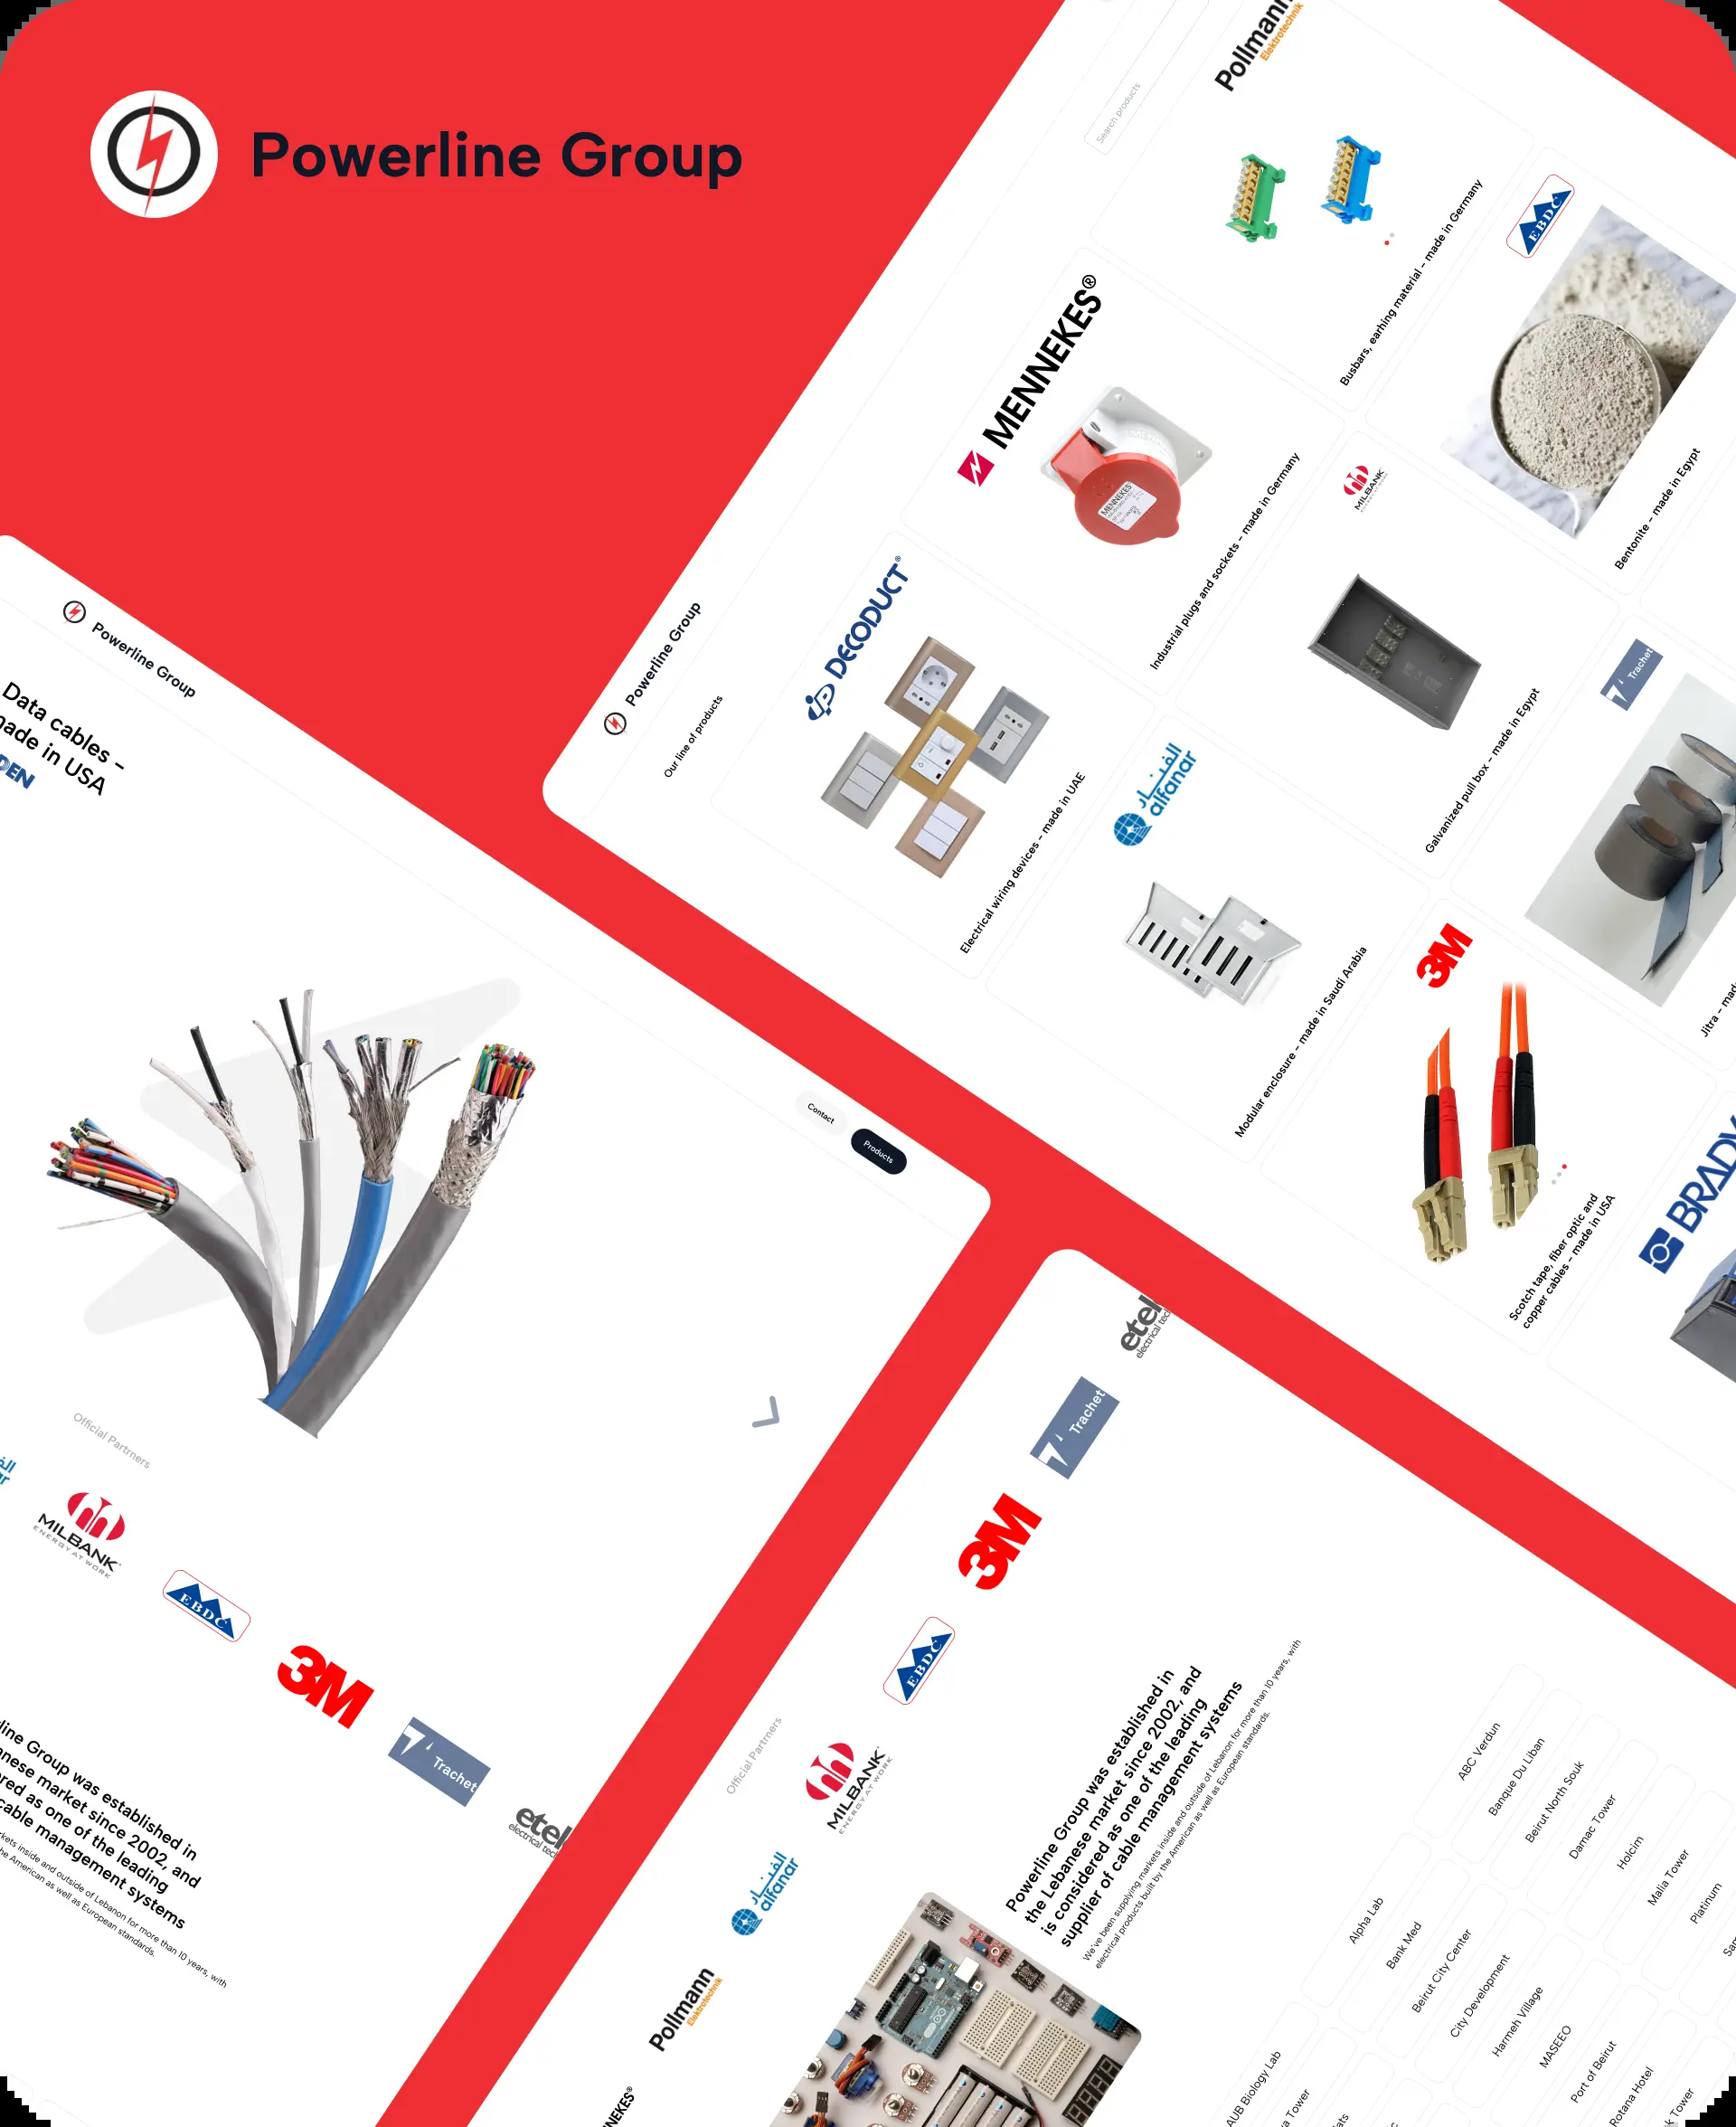 Powerline Group
Search products
Pollmann
Elektrotechnik
Busbars, earhing material – made in Germany
EBDC
Bentonite – made in Egypt
MENNEKES®
MENNEKES
Industrial plugs and sockets – made in Germany
MILBANK
Galvanized pull box – made in Egypt
Trachet
Jitra – mad
Powerline Group
Our line of products
DECODUCT®
Electrical wiring devices – made in UAE
الفنار
alfanar
Modular enclosure – made in Saudi Arabia
3M
Scotch tape, fiber optic and
copper cables – made in USA
BRADY
Powerline Group
Data cables –
made in USA
DEN
Contact
Products
Official Partrners
MILBANK
ENERGY AT WORK
EBDC
3M
Trachet
etel
electrical tec
line Group was established in
anese market since 2002, and
ered as one of the leading
cable management systems
kets inside and outside of Lebanon for more than 10 years, with
he American as well as European standards.
etel
electrical tec
Trachet
3M
EBDC
Official Partrners
MILBANK
ENERGY AT WORK
الفنار
alfanar
Pollmann
Elektrotechnik
NEKES®
Powerline Group was established in
the Lebanese market since 2002, and
is considered as one of the leading
supplier of cable management systems
We've been supplying markets inside and outside of Lebanon for more than 10 years, with
electrical products built by the American as well as European standards.
ABC Verdun
Banque Du Liban
Beirut North Souk
Damac Tower
Holcim
Malia Tower
Platinum
Alpha Lab
Bank Med
Beirut City Center
City Development
Harmeh Village
MASEEO
Port of Beirut
Rotana Hotel
AUB Biology Lab
Tower